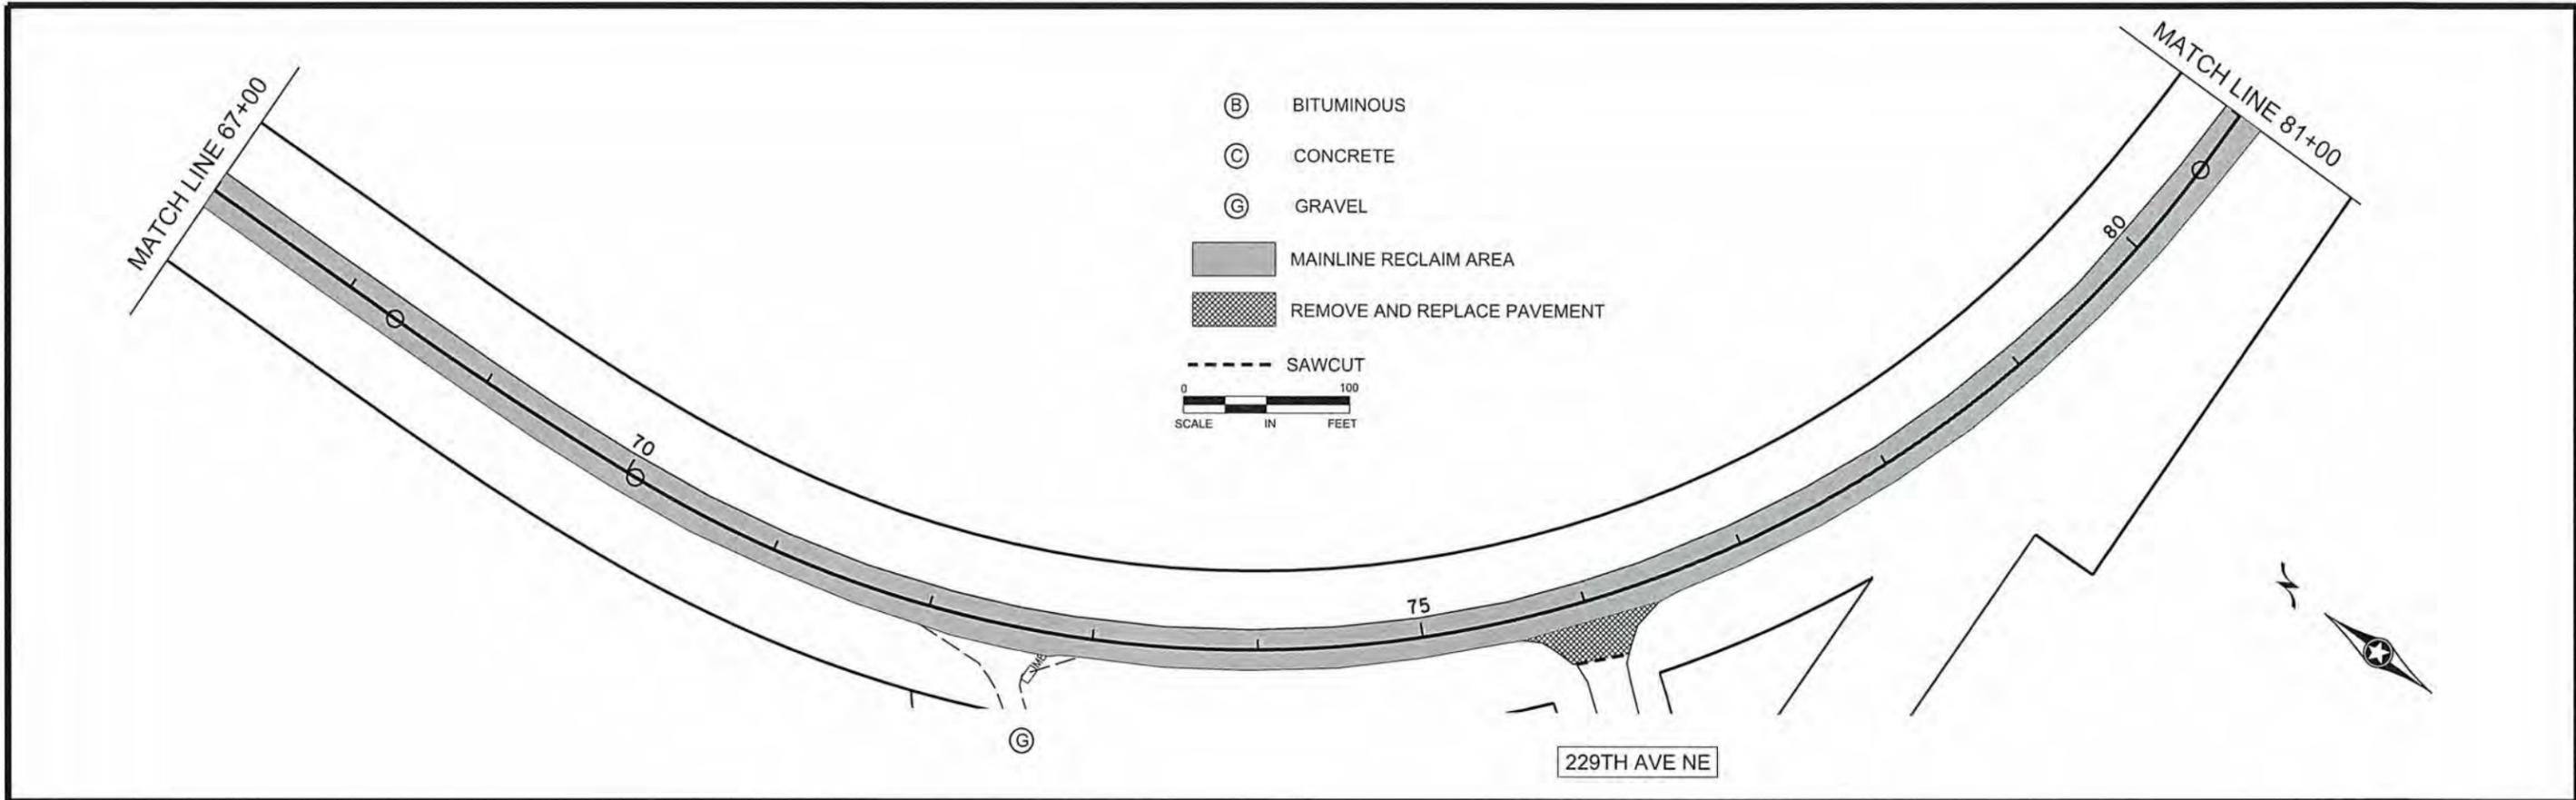 MATCH LINE 67+00
MATCH LINE 81+00
B BITUMINOUS
C CONCRETE
G GRAVEL
MAINLINE RECLAIM AREA
REMOVE AND REPLACE PAVEMENT
SAWCUT
0 100
SCALE IN FEET
70
75
80
G
229TH AVE NE